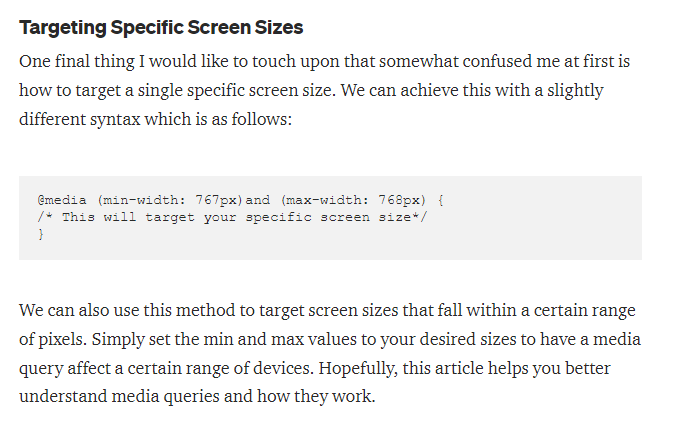 Targeting Specific Screen Sizes
One final thing I would like to touch upon that somewhat confused me at first is
how to target a single specific screen size. We can achieve this with a slightly
different syntax which is as follows:
@media (min-width: 767px)and (max-width: 768px) {
/* This will target your specific screen size*/
}
We can also use this method to target screen sizes that fall within a certain range
of pixels. Simply set the min and max values to your desired sizes to have a media
query affect a certain range of devices. Hopefully, this article helps you better
understand media queries and how they work.